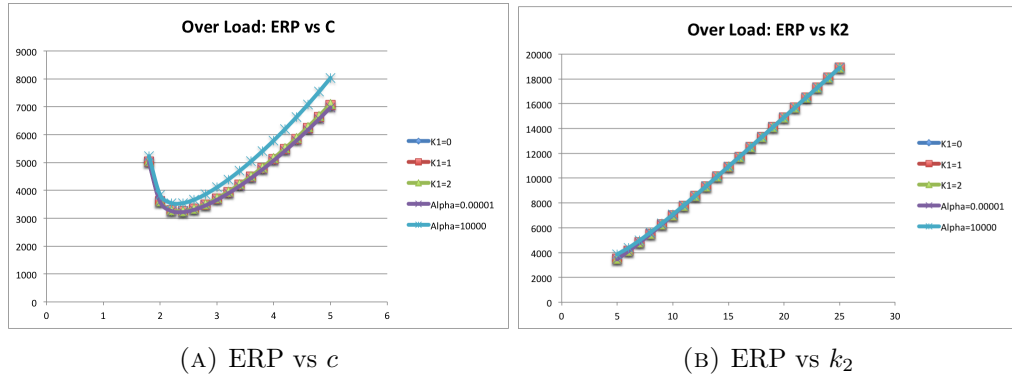 Over Load: ERP vs C
9000
8000
7000
6000
5000
4000
3000
2000
1000
0
0 1 2 3 4 5 6
K1=0
K1=1
K1=2
Alpha=0.00001
Alpha=10000
(A) ERP vs c
Over Load: ERP vs K2
20000
18000
16000
14000
12000
10000
8000
6000
4000
2000
0
0 5 10 15 20 25 30
K1=0
K1=1
K1=2
Alpha=0.00001
Alpha=10000
(B) ERP vs k₂